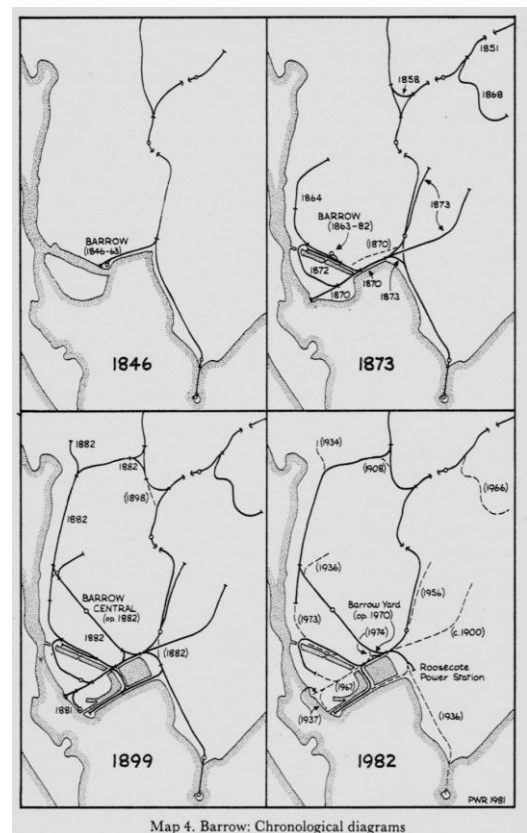 BARROW
(1846-63)
1846
1851
1858
1868
1864
BARROW
(1863-82)
1873
(1870)
1872
1870
1870
1873
1873
1882
1882
(1898)
1882
BARROW
CENTRAL
(op. 1882)
1882
(1882)
1881
1899
(1934)
(1908)
(1966)
(1936)
(1956)
Barrow Yard
(op. 1970)
(1973)
(1974)
(c. 1900)
Roosecote
Power Station
(1967)
(1937)
(1936)
1982
PWR 1981
Map 4. Barrow: Chronological diagrams